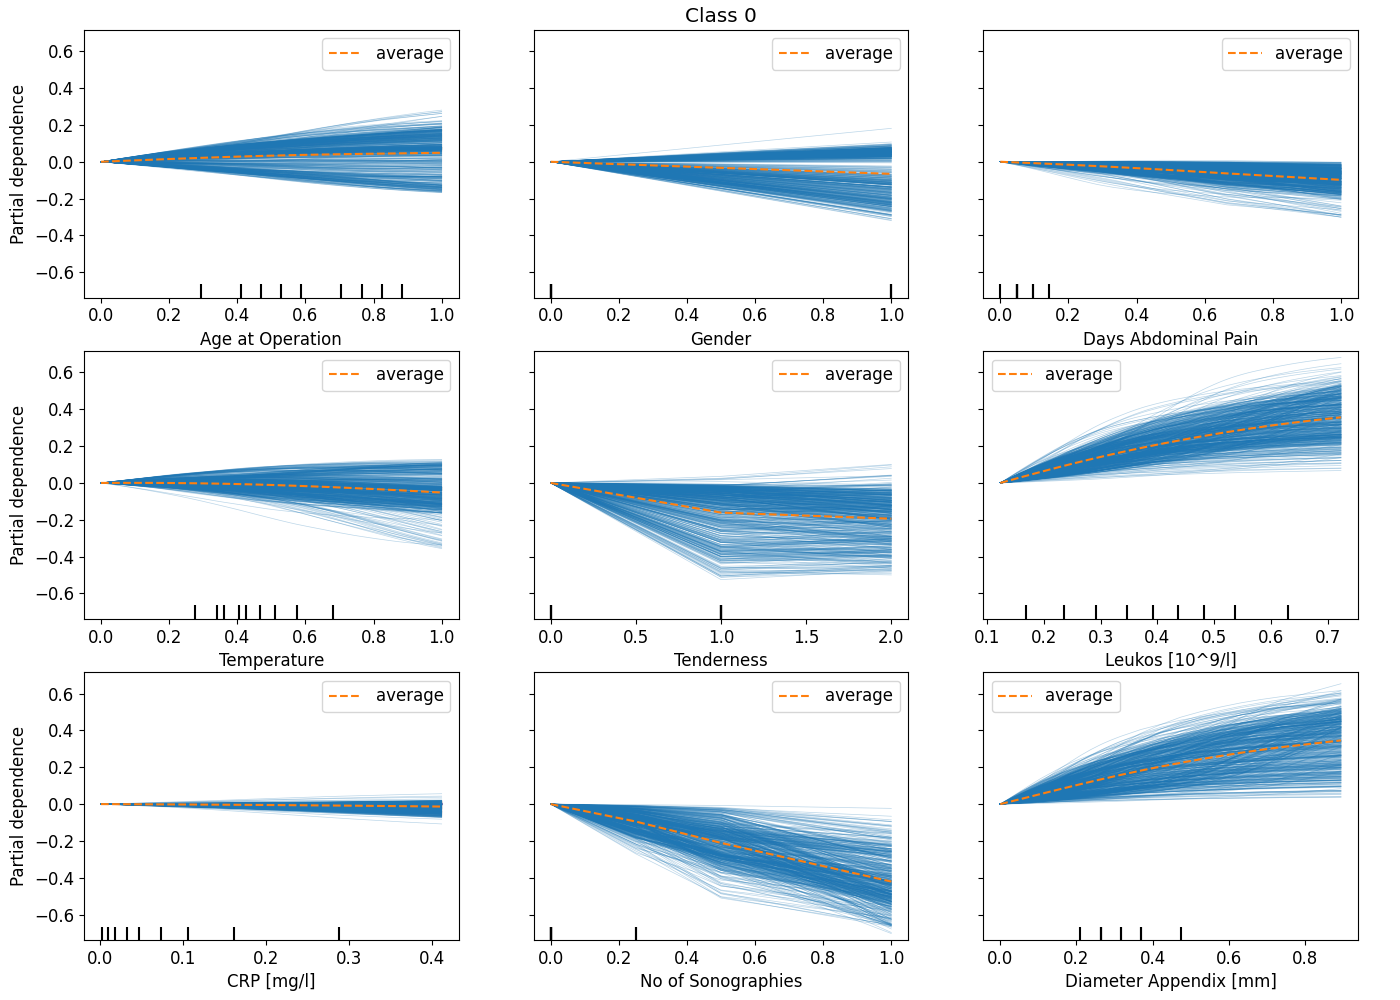 Class 0
Partial dependence
0.6
0.4
0.2
0.0
−0.2
−0.4
−0.6
average
0.0 0.2 0.4 0.6 0.8 1.0
Age at Operation
average
0.0 0.2 0.4 0.6 0.8 1.0
Gender
average
0.0 0.2 0.4 0.6 0.8 1.0
Days Abdominal Pain
Partial dependence
0.6
0.4
0.2
0.0
−0.2
−0.4
−0.6
average
0.0 0.2 0.4 0.6 0.8 1.0
Temperature
average
0.0 0.5 1.0 1.5 2.0
Tenderness
average
0.1 0.2 0.3 0.4 0.5 0.6 0.7
Leukos [10^9/l]
Partial dependence
0.6
0.4
0.2
0.0
−0.2
−0.4
−0.6
average
0.0 0.1 0.2 0.3 0.4
CRP [mg/l]
average
0.0 0.2 0.4 0.6 0.8 1.0
No of Sonographies
average
0.0 0.2 0.4 0.6 0.8
Diameter Appendix [mm]